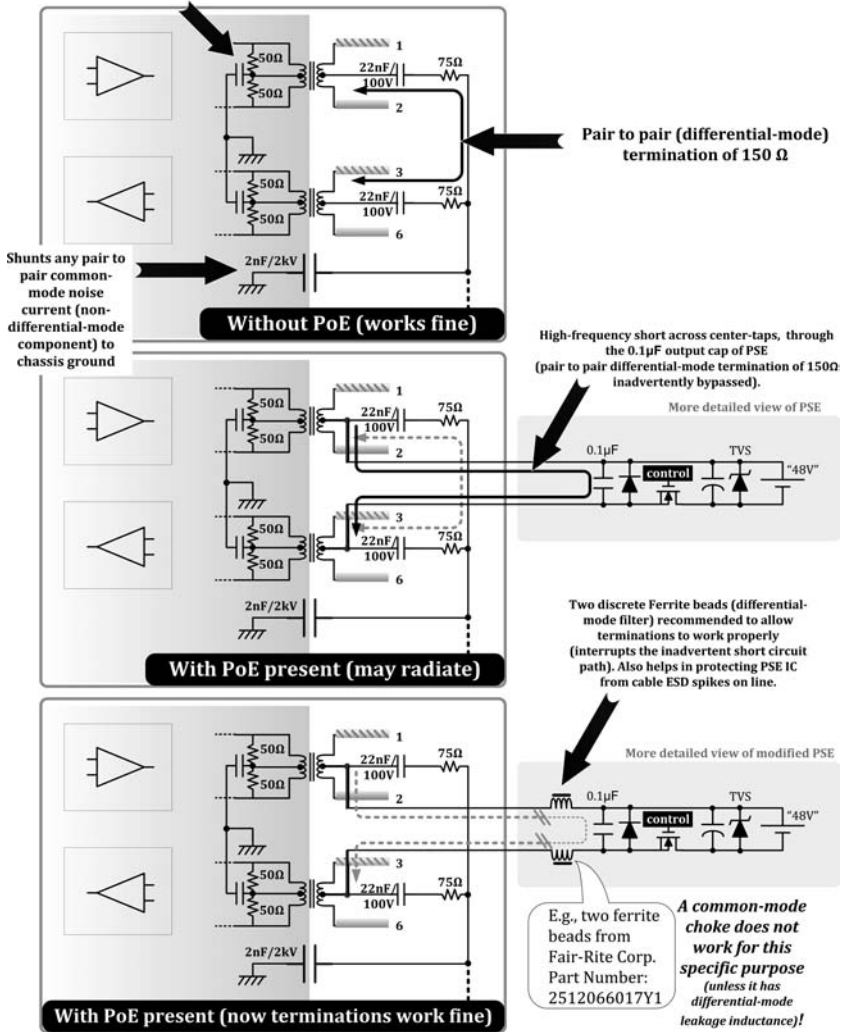 50Ω
50Ω
1
22nF/
100V
75Ω
2
Pair to pair (differential-mode)
termination of 150 Ω
50Ω
50Ω
3
22nF/
100V
75Ω
6
Shunts any pair to
pair common-
mode noise
current (non-
differential-mode
component) to
chassis ground
2nF/2kV
Without PoE (works fine)
High-frequency short across center-taps, through
the 0.1µF output cap of PSE
(pair to pair differential-mode termination of 150Ω
inadvertently bypassed).
More detailed view of PSE
50Ω
50Ω
1
22nF/
100V
75Ω
2
0.1µF
control
TVS
"48V"
50Ω
50Ω
3
22nF/
100V
75Ω
6
2nF/2kV
With PoE present (may radiate)
Two discrete Ferrite beads (differential-
mode filter) recommended to allow
terminations to work properly
(interrupts the inadvertent short circuit
path). Also helps in protecting PSE IC
from cable ESD spikes on line.
More detailed view of modified PSE
50Ω
50Ω
1
22nF/
100V
75Ω
2
0.1µF
control
TVS
"48V"
50Ω
50Ω
3
22nF/
100V
75Ω
6
2nF/2kV
E.g., two ferrite
beads from
Fair-Rite Corp.
Part Number:
2512066017Y1
A common-mode
choke does not
work for this
specific purpose
(unless it has
differential-mode
leakage inductance)!
With PoE present (now terminations work fine)